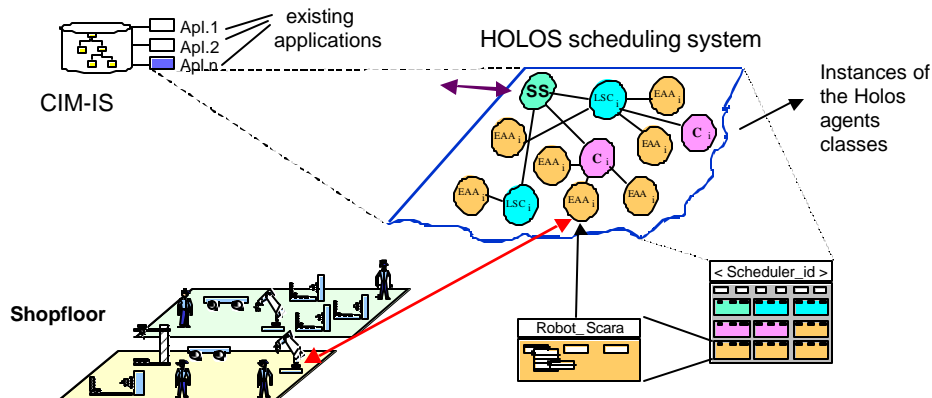 Apl.1
Apl.2
Apl.n
existing
applications
CIM-IS
HOLOS scheduling system
Instances of
the Holos
agents
classes
SS
LSC i
EAA i
EAA i
C i
EAA i
EAA i
C i
EAA i
EAA i
LSC i
EAA i
EAA i
< Scheduler_id >
Shopfloor
Robot_Scara